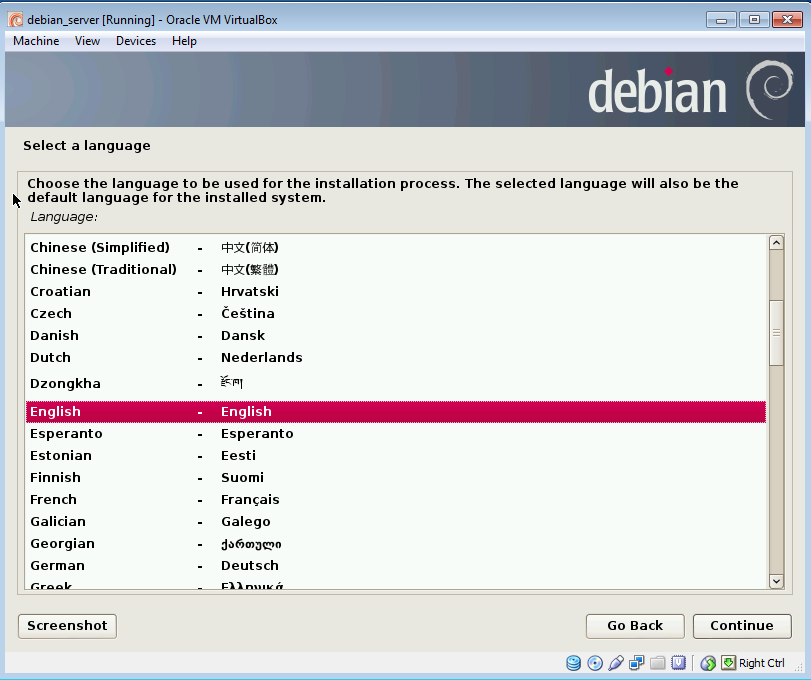 debian_server [Running] - Oracle VM VirtualBox
Machine View Devices Help
debian
Select a language
Choose the language to be used for the installation process. The selected language will also be the
default language for the installed system.
Language:
Chinese (Simplified) - 中文(简体)
Chinese (Traditional) - 中文(繁體)
Croatian - Hrvatski
Czech - Čeština
Danish - Dansk
Dutch - Nederlands
Dzongkha - རྫོང་ཁ།
English - English
Esperanto - Esperanto
Estonian - Eesti
Finnish - Suomi
French - Français
Galician - Galego
Georgian - ქართული
German - Deutsch
Greek - Ελληνικά
Screenshot Go Back Continue
Right Ctrl